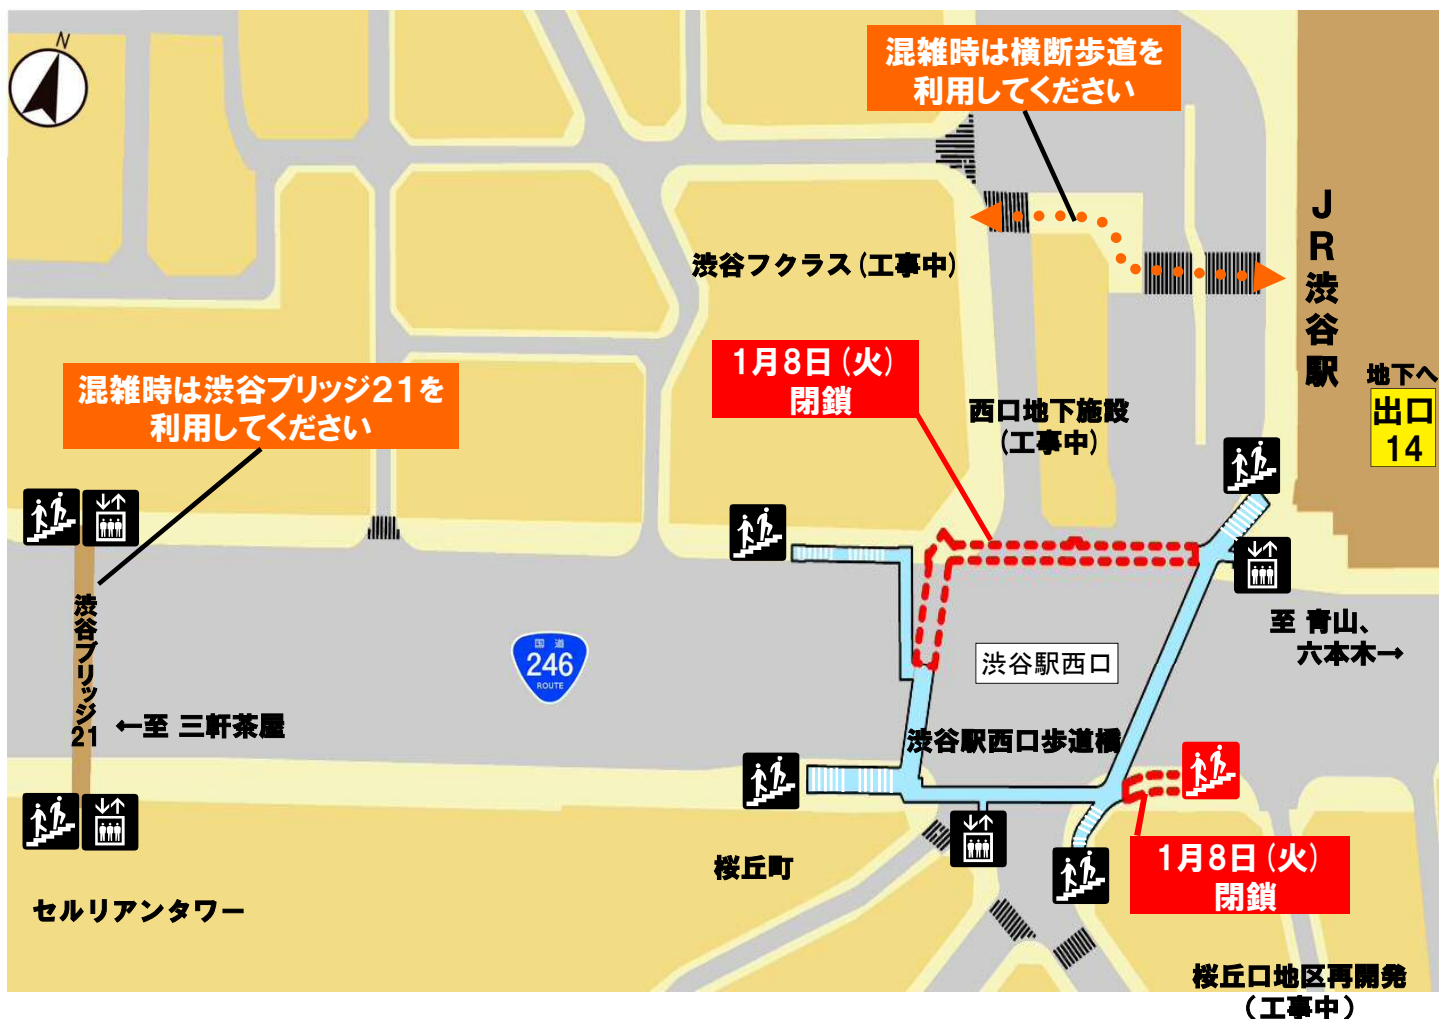 N
混雑時は横断歩道を
利用してください
JR渋谷駅
渋谷フクラス(工事中)
1月8日(火)
閉鎖
地下へ
出口
14
混雑時は渋谷ブリッジ21を
利用してください
西口地下施設
(工事中)
渋谷ブリッジ21
国道
246
ROUTE
渋谷駅西口
至 青山、
六本木→
←至 三軒茶屋
渋谷駅西口歩道橋
1月8日(火)
閉鎖
桜丘町
セルリアンタワー
桜丘口地区再開発
(工事中)